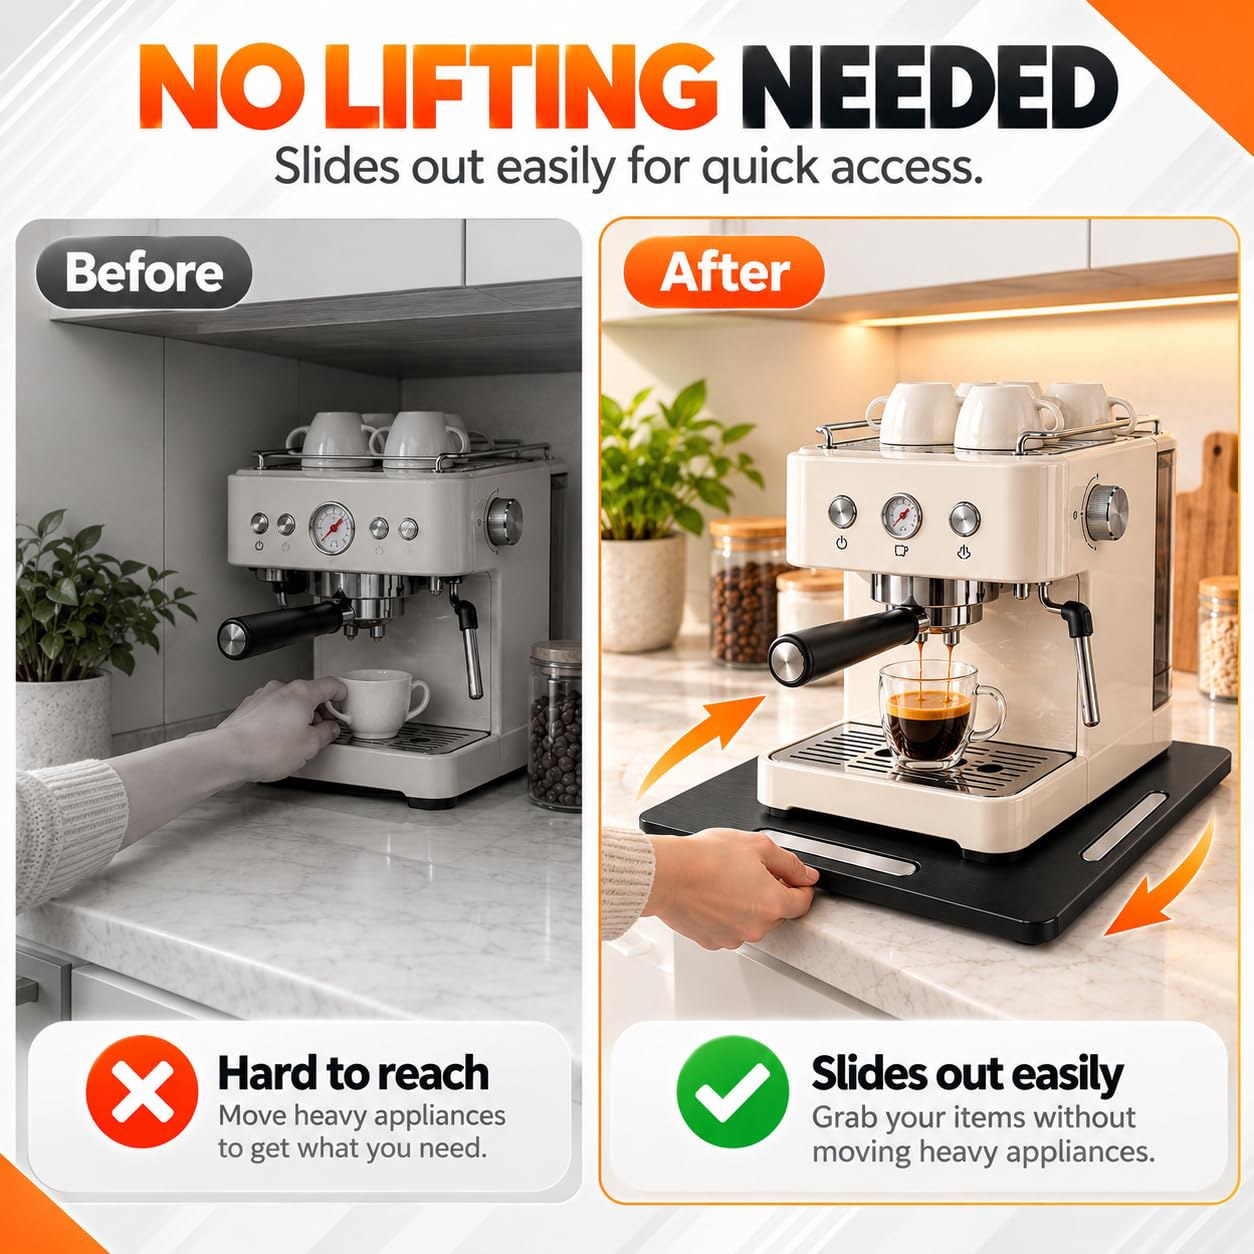 NO LIFTING NEEDED
Slides out easily for quick access.
Before
After
Hard to reach
Move heavy appliances
to get what you need.
Slides out easily
Grab your items without
moving heavy appliances.